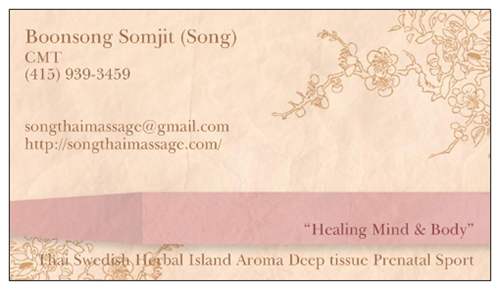 Boonsong Somjit (Song)
CMT
(415) 939-3459
songthaimassage@gmail.com
http://songthaimassage.com/
“Healing Mind & Body”
Thai Swedish Herbal Island Aroma Deep tissue Prenatal Sport